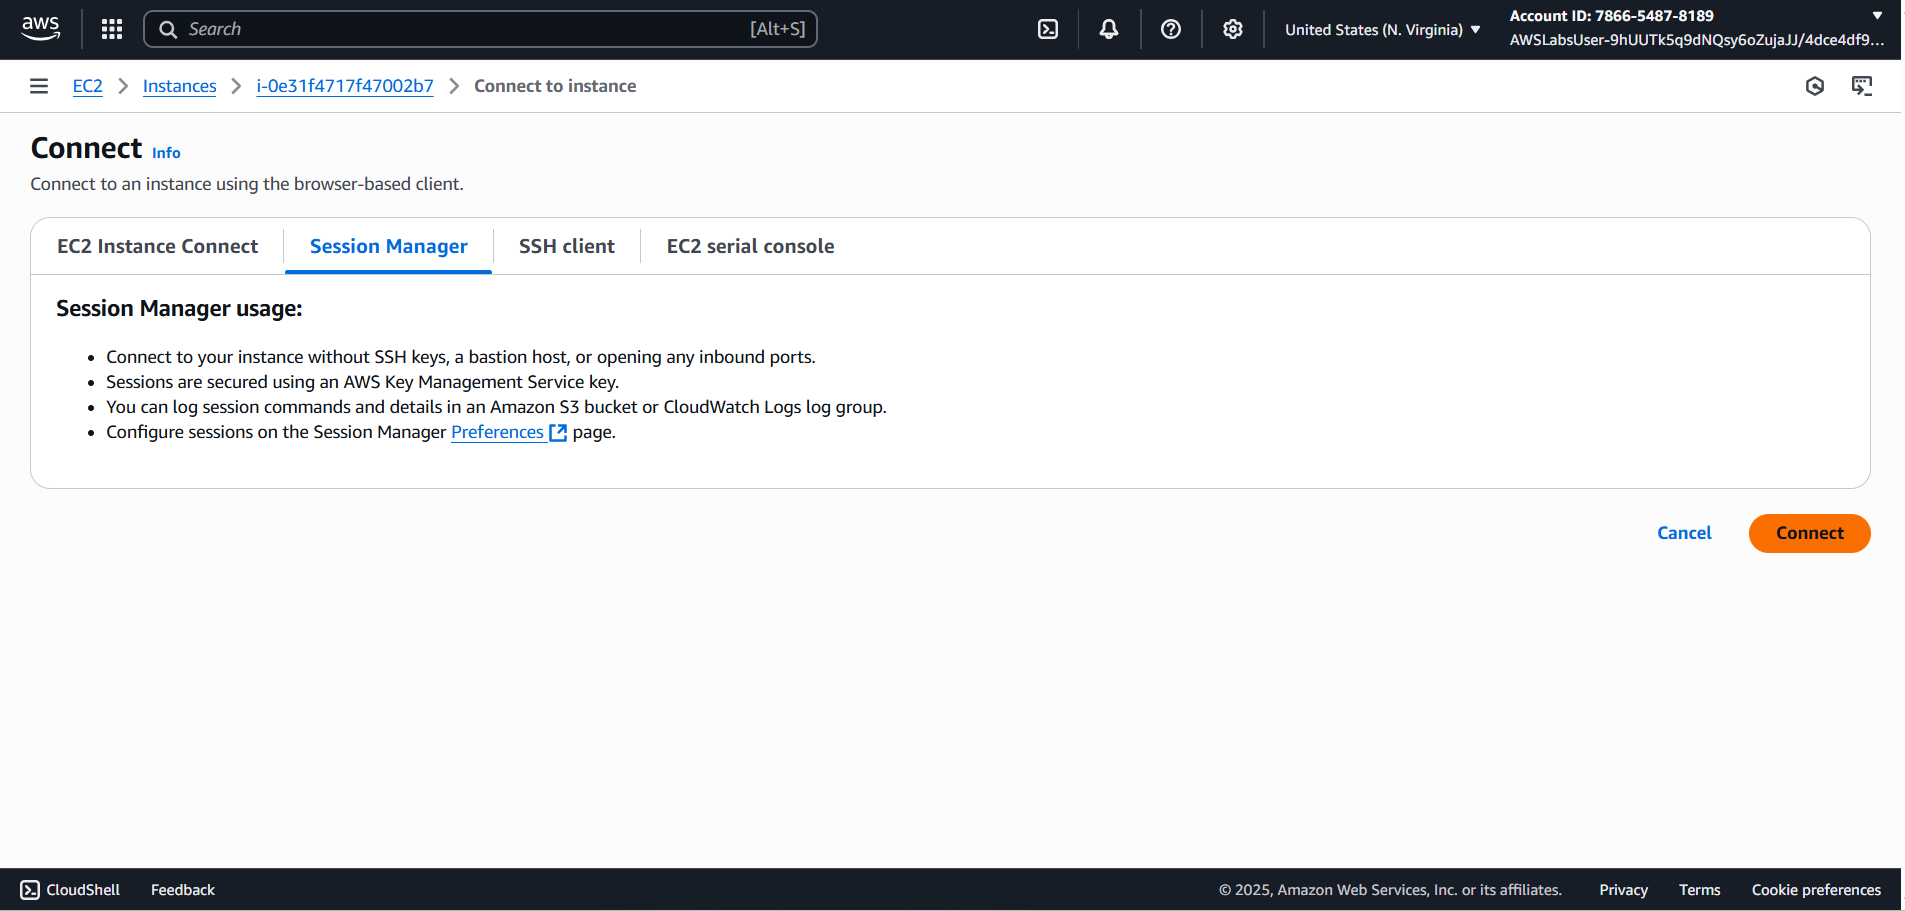 aws
Search [Alt+S]
United States (N. Virginia)
Account ID: 7866-5487-8189
AWSLabsUser-9hUUTk5q9dNQsy6oZujaJJ/4dce4df9...
EC2 Instances i-0e31f4717f47002b7 Connect to instance
Connect Info
Connect to an instance using the browser-based client.
EC2 Instance Connect Session Manager SSH client EC2 serial console
Session Manager usage:
• Connect to your instance without SSH keys, a bastion host, or opening any inbound ports.
• Sessions are secured using an AWS Key Management Service key.
• You can log session commands and details in an Amazon S3 bucket or CloudWatch Logs log group.
• Configure sessions on the Session Manager Preferences page.
Cancel Connect
CloudShell Feedback © 2025, Amazon Web Services, Inc. or its affiliates. Privacy Terms Cookie preferences